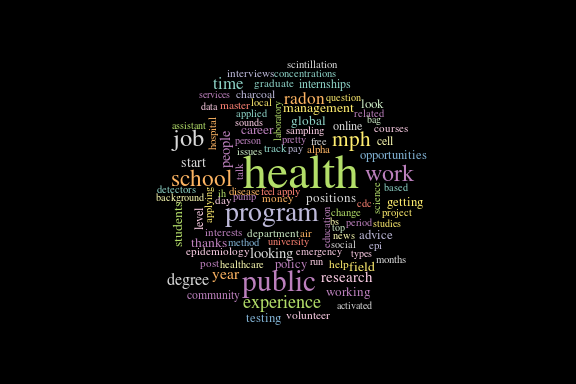 scintillation
interviews concentrations
time graduate internships
services charcoal radon question
data master local management look
applied related
hospital laboratory global bag
assistant sounds career sampling online courses
job people person pretty free mph cell
issues track pay alpha opportunities
start talk health
school work
detectors ih disease feel apply science based
background day pump money positions cdc getting
students level applying program change project
education bs period studies
interests department air top news advice
thanks method university social epi
epidemiology looking emergency types months
post healthcare policy run help field
degree year public research
community experience working
activated
testing volunteer